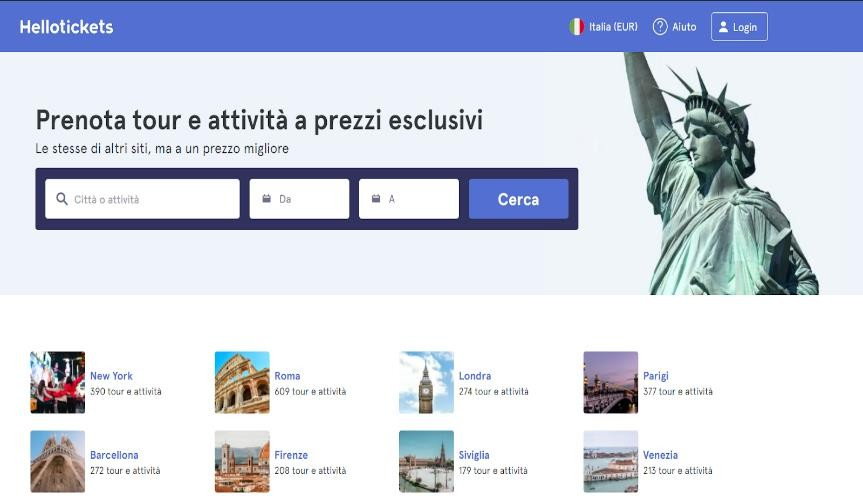 Hellotickets
Italia (EUR)
Aiuto
Login
Prenota tour e attività a prezzi esclusivi
Le stesse di altri siti, ma a un prezzo migliore
Città o attività
Da
A
Cerca
New York
390 tour e attività
Roma
609 tour e attività
Londra
274 tour e attività
Parigi
377 tour e attività
Barcellona
272 tour e attività
Firenze
208 tour e attività
Siviglia
179 tour e attività
Venezia
213 tour e attività